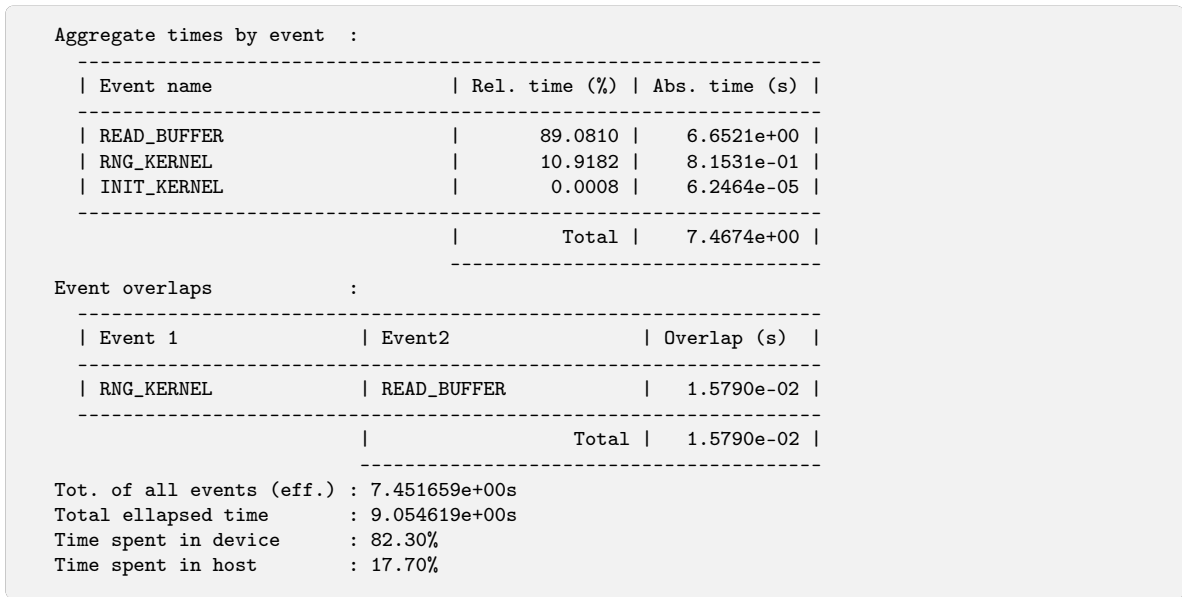 Aggregate times by event  :
  ------------------------------------------------------------------
  | Event name                     | Rel. time (%) | Abs. time (s) |
  ------------------------------------------------------------------
  | READ_BUFFER                    |       89.0810 |    6.6521e+00 |
  | RNG_KERNEL                     |       10.9182 |    8.1531e-01 |
  | INIT_KERNEL                    |        0.0008 |    6.2464e-05 |
  ------------------------------------------------------------------
                                   |         Total |    7.4674e+00 |
                                   ---------------------------------
Event overlaps            :
  ------------------------------------------------------------------
  | Event 1                | Event2                 | Overlap (s)  |
  ------------------------------------------------------------------
  | RNG_KERNEL             | READ_BUFFER            |   1.5790e-02 |
  ------------------------------------------------------------------
                           |                  Total |   1.5790e-02 |
                           -----------------------------------------
Tot. of all events (eff.) : 7.451659e+00s
Total ellapsed time       : 9.054619e+00s
Time spent in device      : 82.30%
Time spent in host        : 17.70%